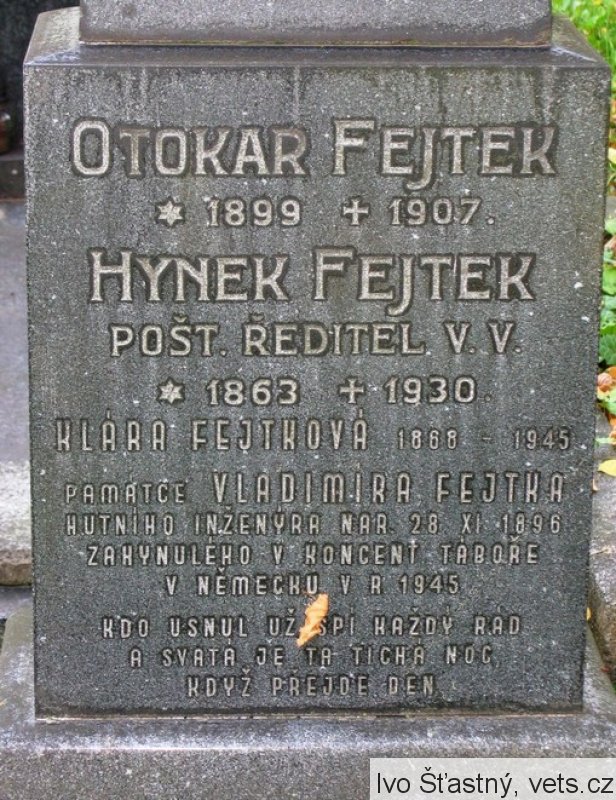 OTOKAR FEJTEK
* 1899 ✝ 1907.
HYNEK FEJTEK
POŠT. ŘEDITEL V. V.
* 1863 ✝ 1930.
KLÁRA FEJTKOVÁ 1868 - 1945
PAMÁTCE VLADIMÍRA FEJTKA
HUTNÍHO INŽENÝRA NAR. 28 XI 1896
ZAHYNULÉHO V KONCENT TÁBOŘE
V NĚMECKU V R 1945
KDO USNUL UŽ SPÍ KAŽDÝ RÁD
A SVATÁ JE TA TICHÁ NOC
KDYŽ PŘEJDE DEN
Ivo Šťastný, vets.cz